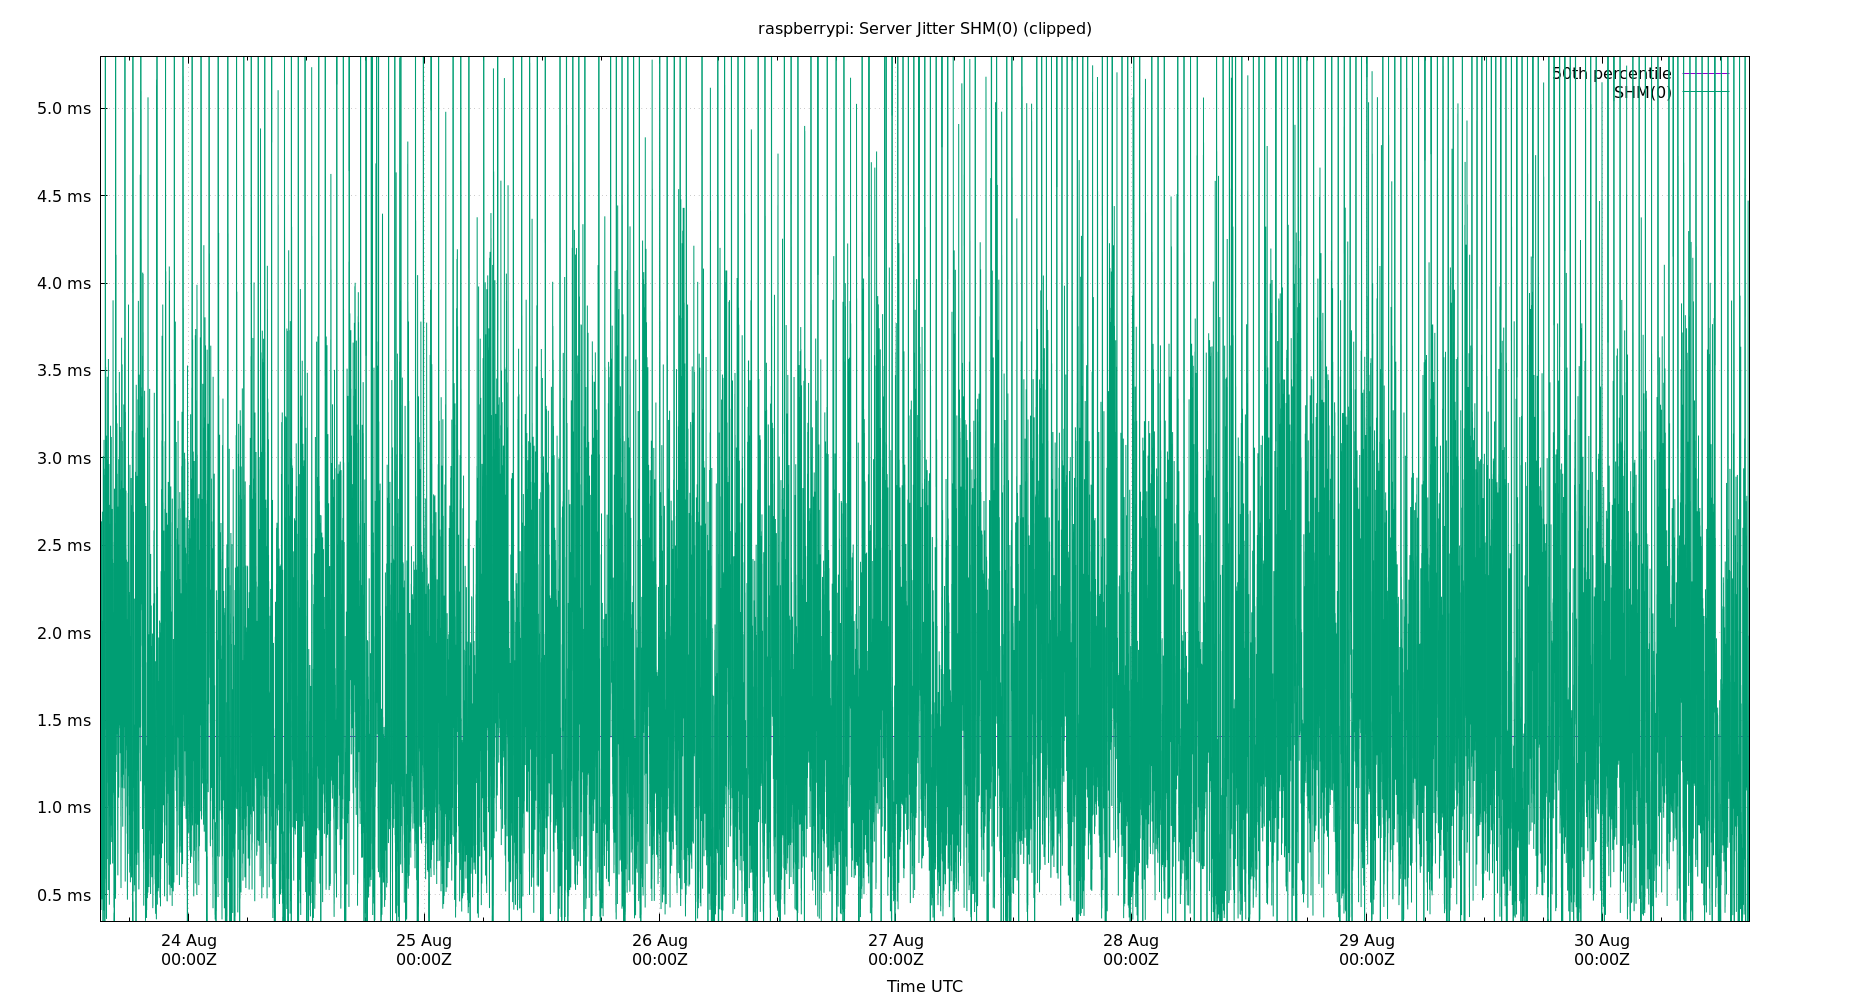 raspberrypi: Server Jitter SHM(0) (clipped)
50th percentile
SHM(0)
5.0 ms
4.5 ms
4.0 ms
3.5 ms
3.0 ms
2.5 ms
2.0 ms
1.5 ms
1.0 ms
0.5 ms
24 Aug 25 Aug 26 Aug 27 Aug 28 Aug 29 Aug 30 Aug
00:00Z 00:00Z 00:00Z 00:00Z 00:00Z 00:00Z 00:00Z
Time UTC